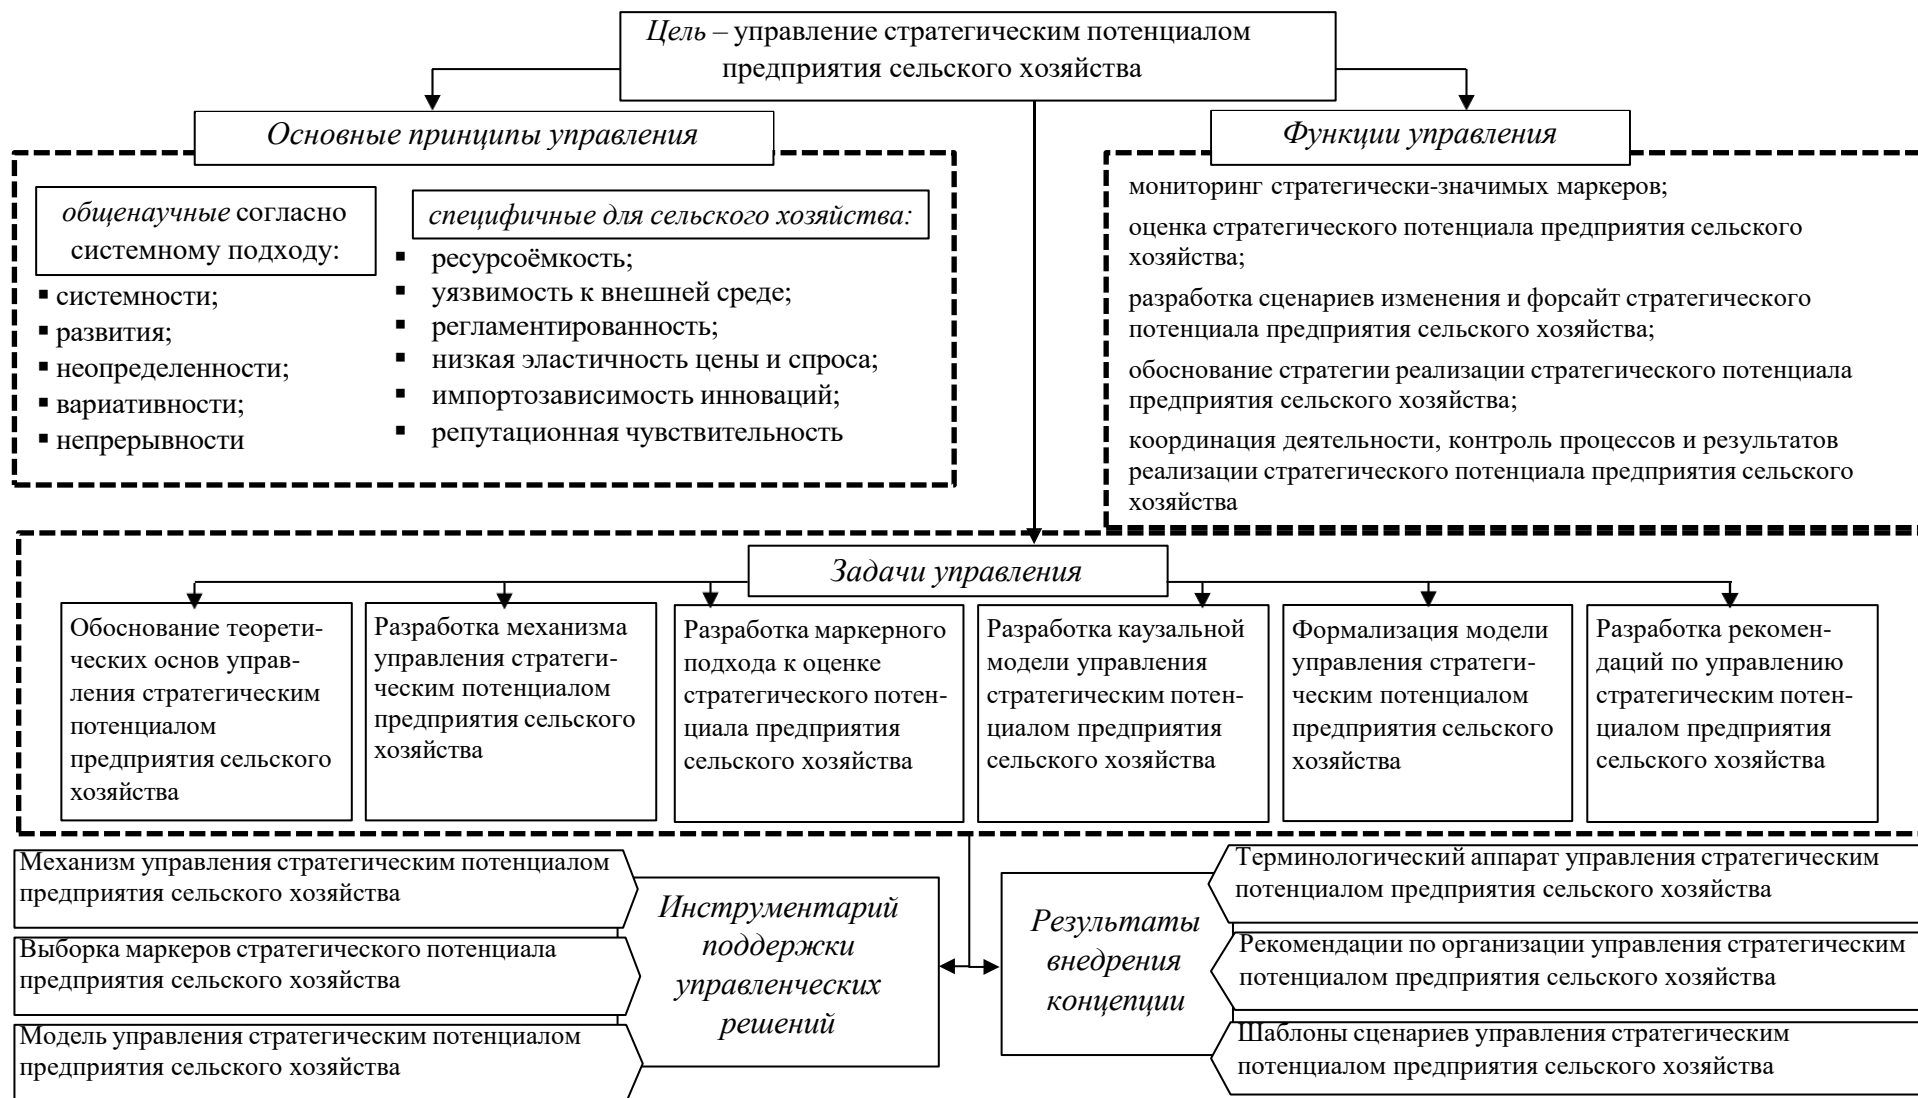 Цель – управление стратегическим потенциалом
предприятия сельского хозяйства
Основные принципы управления
общенаучные согласно
системному подходу:
▪ системности;
▪ развития;
▪ неопределенности;
▪ вариативности;
▪ непрерывности
специфичные для сельского хозяйства:
▪ ресурсоёмкость;
▪ уязвимость к внешней среде;
▪ регламентированность;
▪ низкая эластичность цены и спроса;
▪ импортозависимость инноваций;
▪ репутационная чувствительность
Функции управления
мониторинг стратегически-значимых маркеров;
оценка стратегического потенциала предприятия сельского
хозяйства;
разработка сценариев изменения и форсайт стратегического
потенциала предприятия сельского хозяйства;
обоснование стратегии реализации стратегического потенциала
предприятия сельского хозяйства;
координация деятельности, контроль процессов и результатов
реализации стратегического потенциала предприятия сельского
хозяйства
Задачи управления
Обоснование теорети-
ческих основ управ-
ления стратегическим
потенциалом
предприятия сельского
хозяйства
Разработка механизма
управления стратеги-
ческим потенциалом
предприятия сельского
хозяйства
Разработка маркерного
подхода к оценке
стратегического потен-
циала предприятия
сельского хозяйства
Разработка каузальной
модели управления
стратегическим потен-
циалом предприятия
сельского хозяйства
Формализация модели
управления стратеги-
ческим потенциалом
предприятия сельского
хозяйства
Разработка рекомен-
даций по управлению
стратегическим потен-
циалом предприятия
сельского хозяйства
Механизм управления стратегическим потенциалом
предприятия сельского хозяйства
Выборка маркеров стратегического потенциала
предприятия сельского хозяйства
Модель управления стратегическим потенциалом
предприятия сельского хозяйства
Инструментарий
поддержки
управленческих
решений
Результаты
внедрения
концепции
Терминологический аппарат управления стратегическим
потенциалом предприятия сельского хозяйства
Рекомендации по организации управления стратегическим
потенциалом предприятия сельского хозяйства
Шаблоны сценариев управления стратегическим
потенциалом предприятия сельского хозяйства